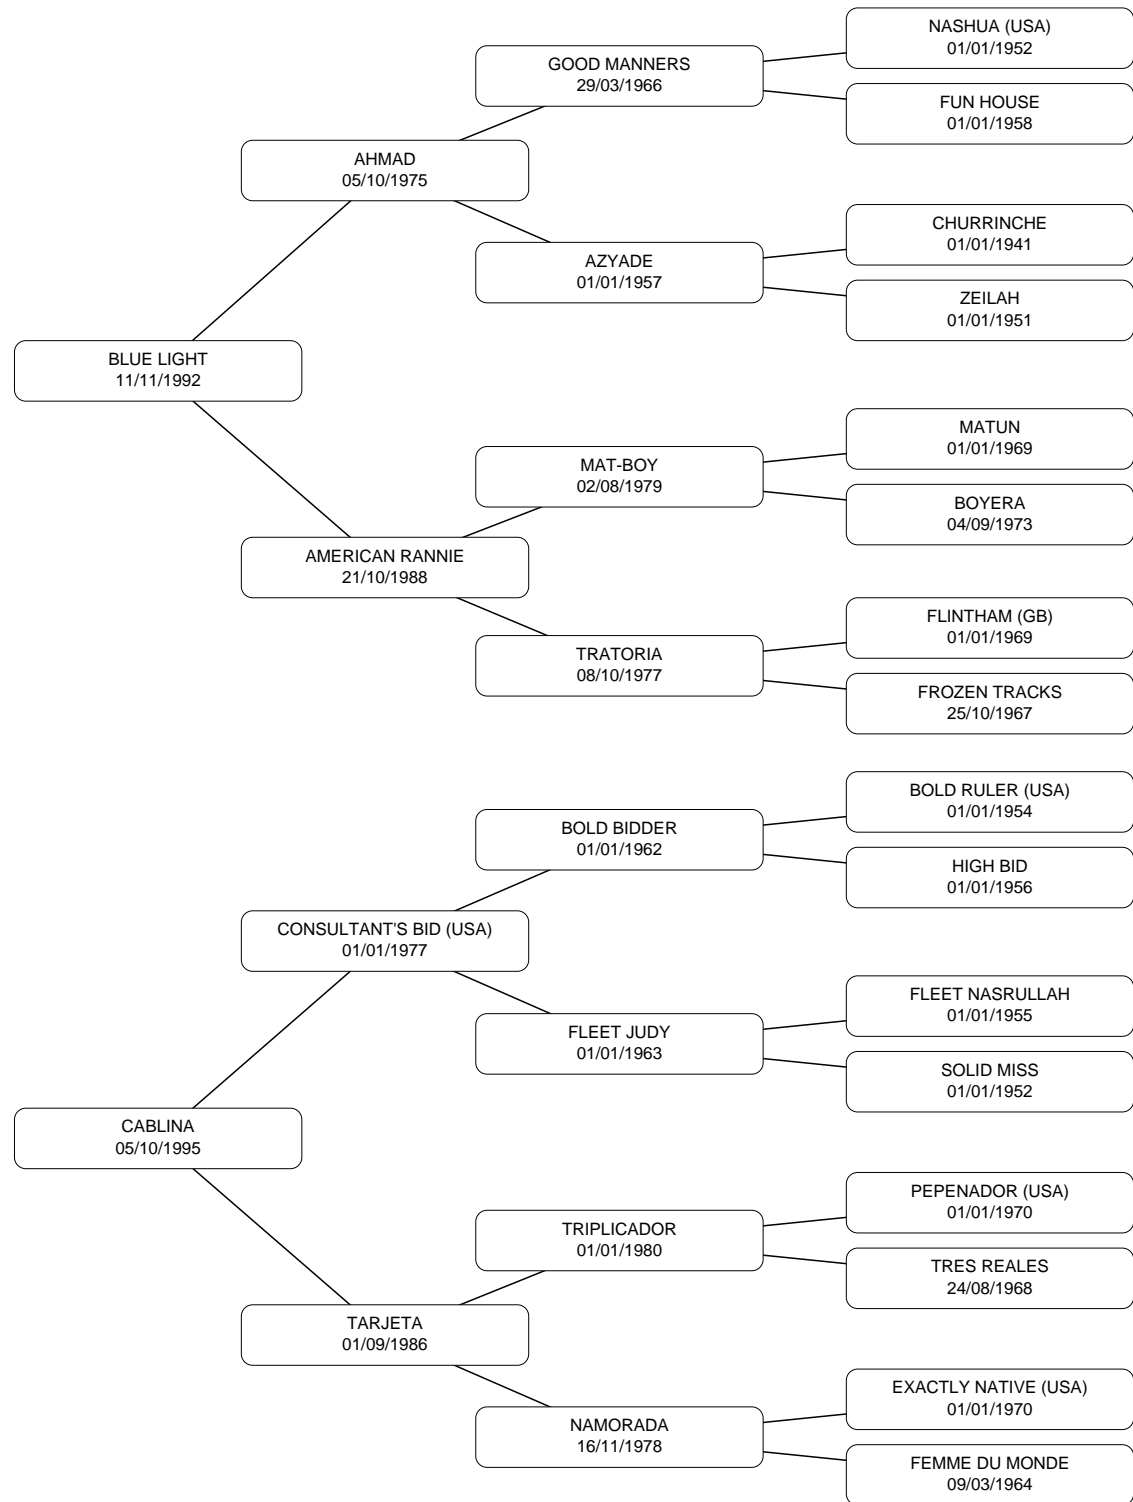 NASHUA (USA)
01/01/1952
GOOD MANNERS
29/03/1966
FUN HOUSE
01/01/1958
AHMAD
05/10/1975
CHURRINCHE
01/01/1941
AZYADE
01/01/1957
ZEILAH
01/01/1951
BLUE LIGHT
11/11/1992
MATUN
01/01/1969
MAT-BOY
02/08/1979
BOYERA
04/09/1973
AMERICAN RANNIE
21/10/1988
FLINTHAM (GB)
01/01/1969
TRATORIA
08/10/1977
FROZEN TRACKS
25/10/1967
BOLD RULER (USA)
01/01/1954
BOLD BIDDER
01/01/1962
HIGH BID
01/01/1956
CONSULTANT'S BID (USA)
01/01/1977
FLEET NASRULLAH
01/01/1955
FLEET JUDY
01/01/1963
SOLID MISS
01/01/1952
CABLINA
05/10/1995
PEPENADOR (USA)
01/01/1970
TRIPLICADOR
01/01/1980
TRES REALES
24/08/1968
TARJETA
01/09/1986
EXACTLY NATIVE (USA)
01/01/1970
NAMORADA
16/11/1978
FEMME DU MONDE
09/03/1964